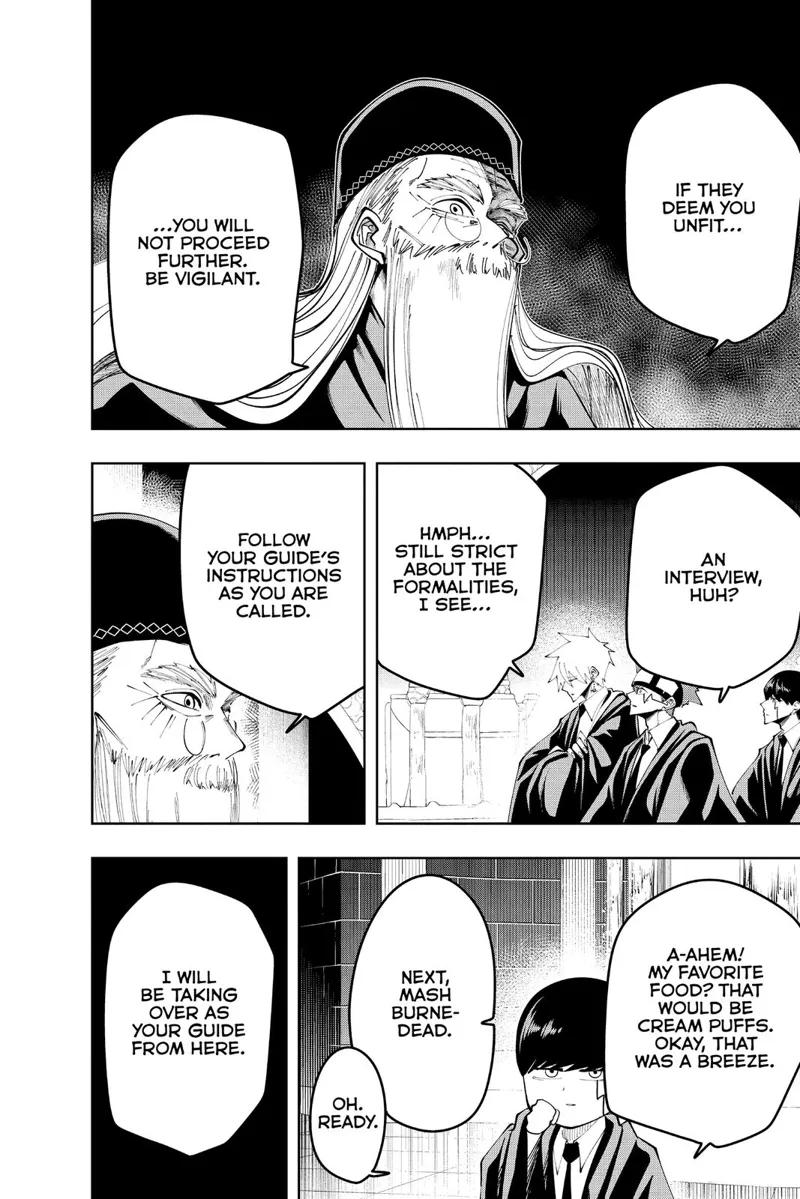 IF THEY
DEEM YOU
UNFIT...
...YOU WILL
NOT PROCEED
FURTHER.
BE VIGILANT.
AN
INTERVIEW,
HUH?
HMPH...
STILL STRICT
ABOUT THE
FORMALITIES,
I SEE...
FOLLOW
YOUR GUIDE'S
INSTRUCTIONS
AS YOU ARE
CALLED.
A-AHEM!
MY FAVORITE
FOOD? THAT
WOULD BE
CREAM PUFFS.
OKAY, THAT
WAS A BREEZE.
NEXT,
MASH
BURNE-
DEAD.
OH.
READY.
I WILL
BE TAKING
OVER AS
YOUR GUIDE
FROM HERE.